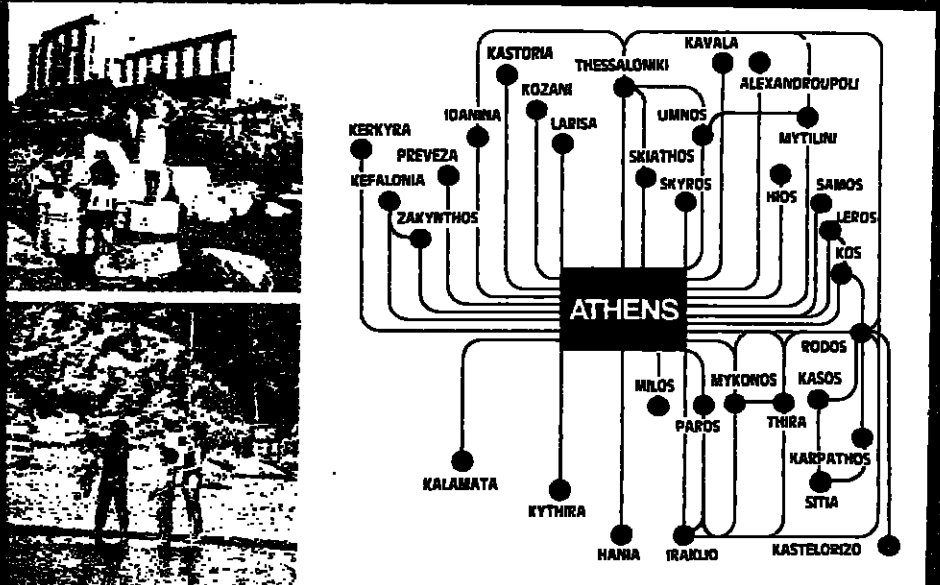 KAVALA
KASTORIA
THESSALONIKI
ALEXANDROUPOLI
KOZANI
IOANINA
LARISA
LIMNOS
MYTILINI
KERKYRA
PREVEZA
SKIATHOS
KEFALONIA
SKYROS
HIOS
SAMOS
ZAKYNTHOS
LEROS
KOS
ATHENS
RODOS
MILOS
MYKONOS
KASOS
PAROS
THIRA
KARPATHOS
KALAMATA
SITIA
KYTHIRA
HANIA
IRAKLIO
KASTELORIZO